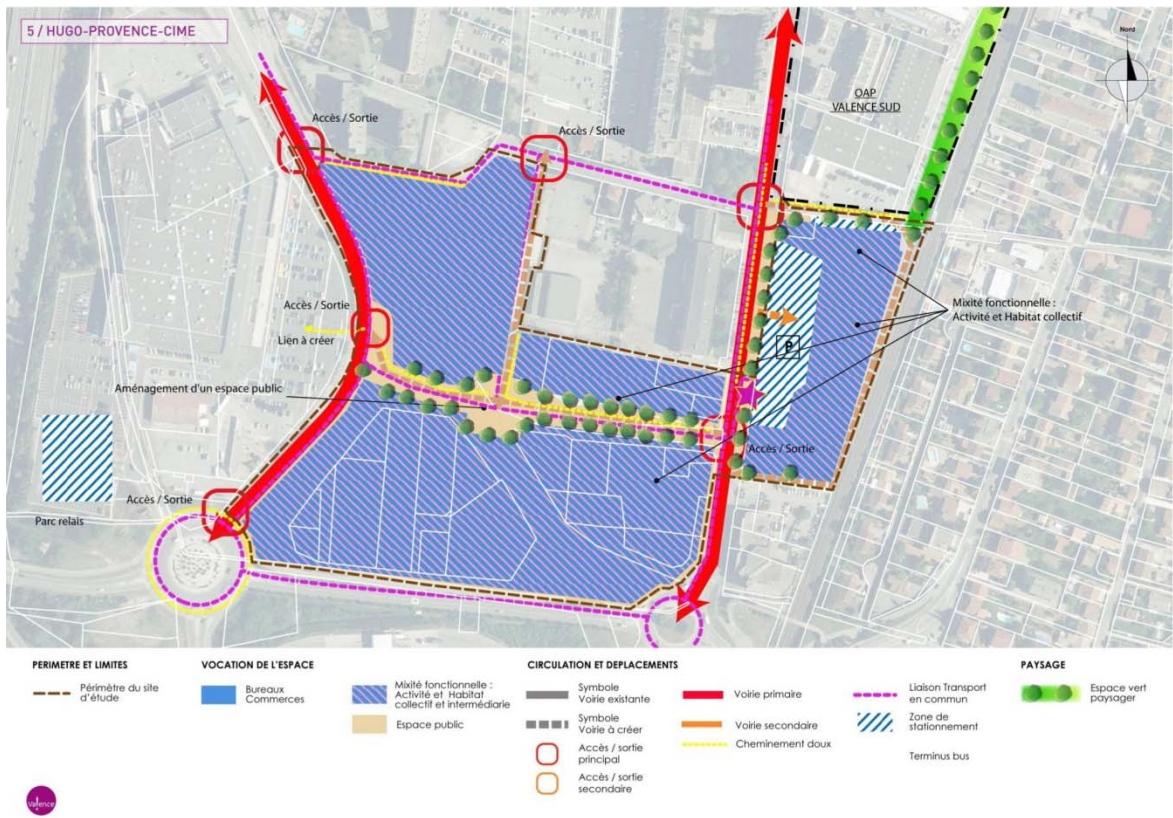 5 / HUGO-PROVENCE-CIME
Nord
OAP
VALENCE SUD
Accès / Sortie
Accès / Sortie
Accès / Sortie
Lien à créer
Mixité fonctionnelle :
Activité et Habitat collectif
P
Aménagement d'un espace public
Accès / Sortie
Accès / Sortie
Parc relais
PERIMETRE ET LIMITES
Périmètre du site
d'étude
VOCATION DE L'ESPACE
Bureaux
Commerces
Mixité fonctionnelle :
Activité et Habitat
collectif et intermédiarie
Espace public
CIRCULATION ET DEPLACEMENTS
Symbole
Voirie existante
Symbole
Voirie à créer
Accès / sortie
principal
Accès / sortie
secondaire
Voirie primaire
Voirie secondaire
Cheminement doux
Liaison Transport
en commun
Zone de
stationnement
Terminus bus
PAYSAGE
Espace vert
paysager
Valence